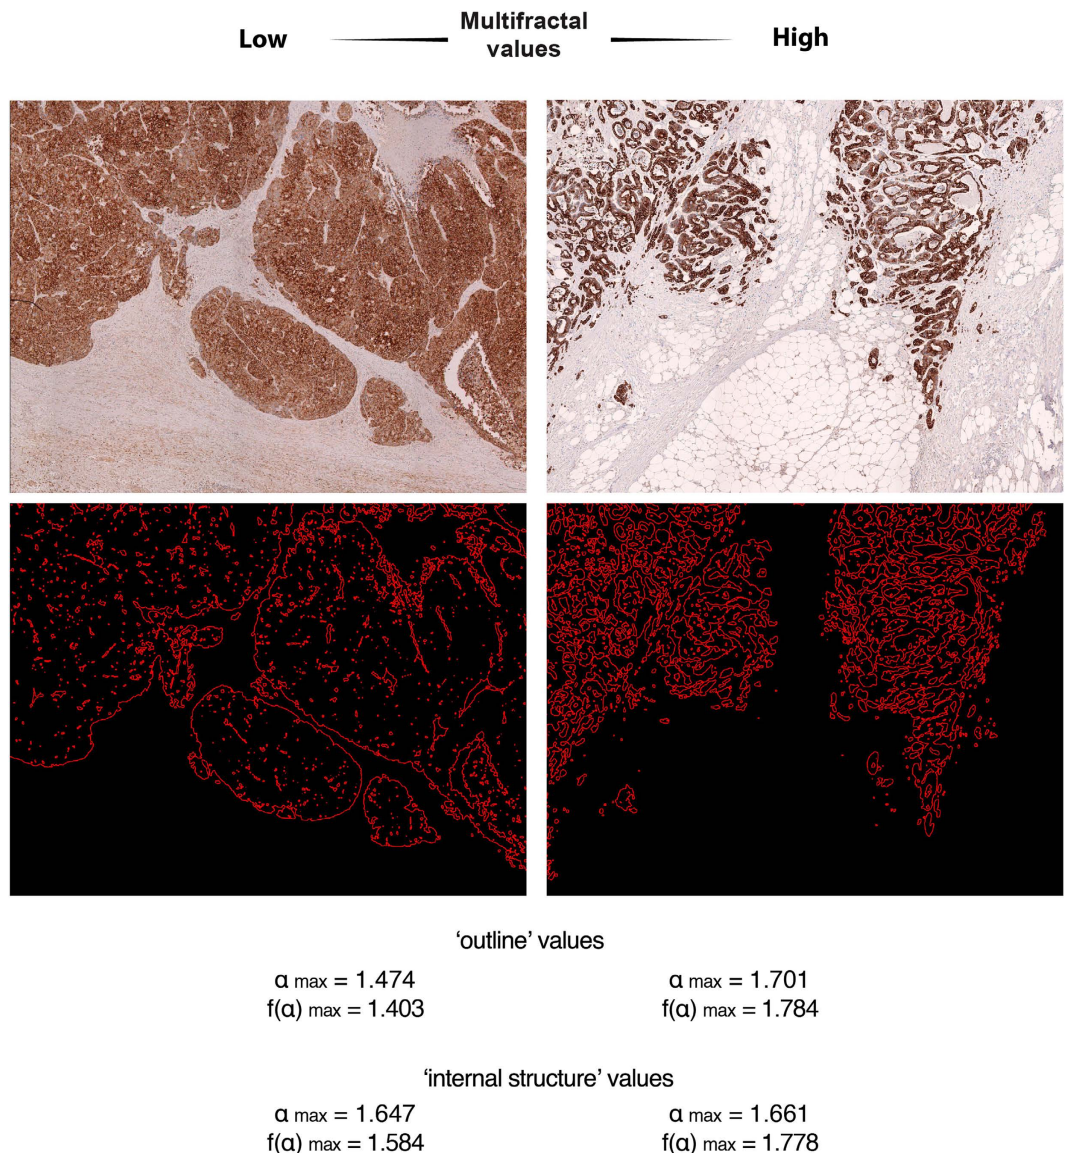 Low Multifractal values High
'outline' values
α max = 1.474 α max = 1.701
f(α) max = 1.403 f(α) max = 1.784
'internal structure' values
α max = 1.647 α max = 1.661
f(α) max = 1.584 f(α) max = 1.778